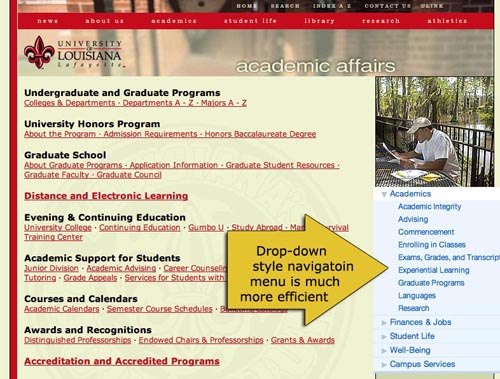 HOME SEARCH INDEX A-Z CONTACT US ULINK
news about us academics student life library research athletics
UNIVERSITY
OF
LOUISIANA
Lafayette
academic affairs
Undergraduate and Graduate Programs
Colleges & Departments · Departments A - Z · Majors A - Z
University Honors Program
About the Program · Admission Requirements · Honors Baccalaureate Degree
Graduate School
About Graduate Programs · Application Information · Graduate Student Resources ·
Graduate Faculty · Graduate Council
Distance and Electronic Learning
Evening & Continuing Education
University College · Continuing Education · Gumbo U · Study Abroad ·
Training Center
Academic Support for Students
Junior Division · Academic Advising · Career
Tutoring · Grade Appeals · Services for Students with
Courses and Calendars
Academic Calendars · Semester Course Schedules ·
Awards and Recognitions
Distinguished Professorships · Endowed Chairs & Professorships · Grants & Awards
Accreditation and Accredited Programs
Drop-down
style navigatoin
menu is much
more efficient
Academics
Academic Integrity
Advising
Commencement
Enrolling in Classes
Exams, Grades, and Transcript
Experiential Learning
Graduate Programs
Languages
Research
Finances & Jobs
Student Life
Well-Being
Campus Services